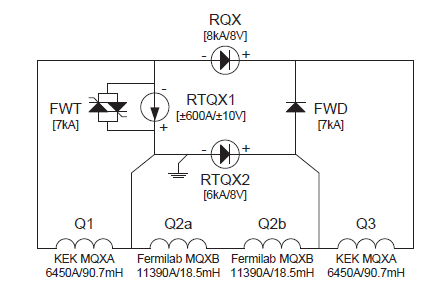 RQX
[8kA/8V]
- +
-
FWT
[7kA]
RTQX1
[±600A/±10V]
+
FWD
[7kA]
- +
RTQX2
[6kA/8V]
Q1 Q2a Q2b Q3
KEK MQXA Fermilab MQXB Fermilab MQXB KEK MQXA
6450A/90.7mH 11390A/18.5mH 11390A/18.5mH 6450A/90.7mH